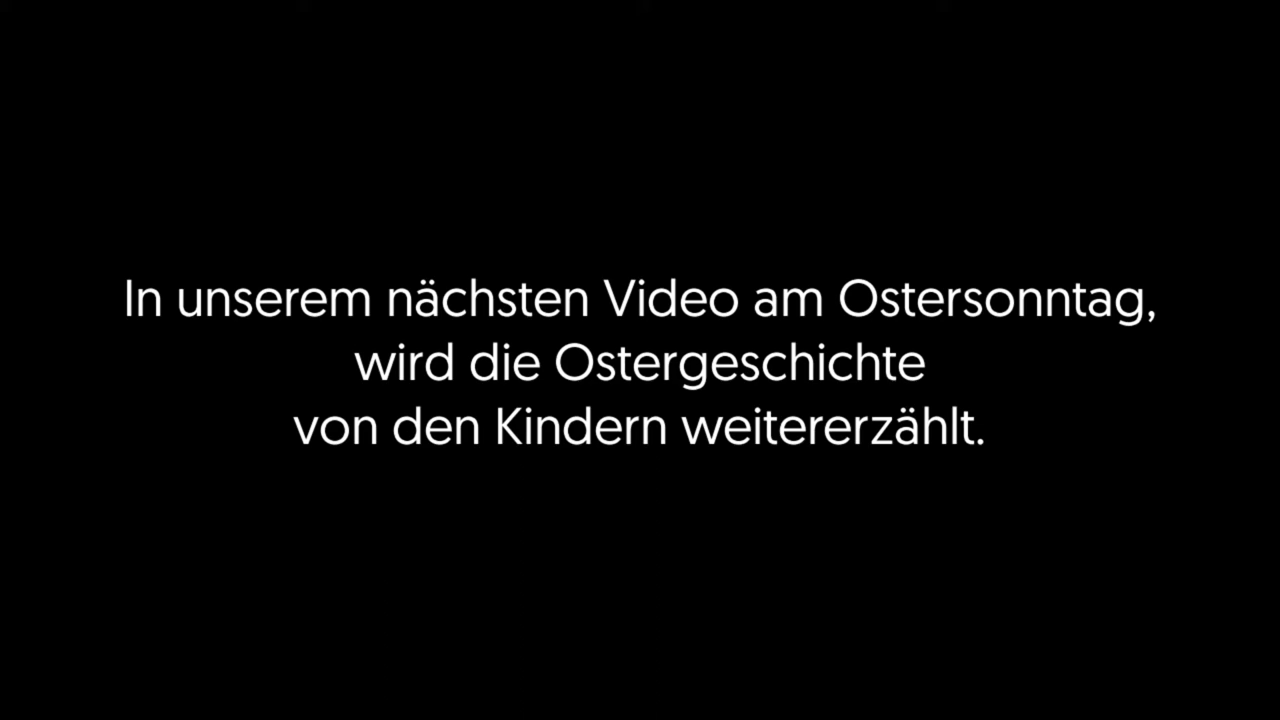 In unserem nächsten Video am Ostersonntag,
wird die Ostergeschichte
von den Kindern weitererzählt.